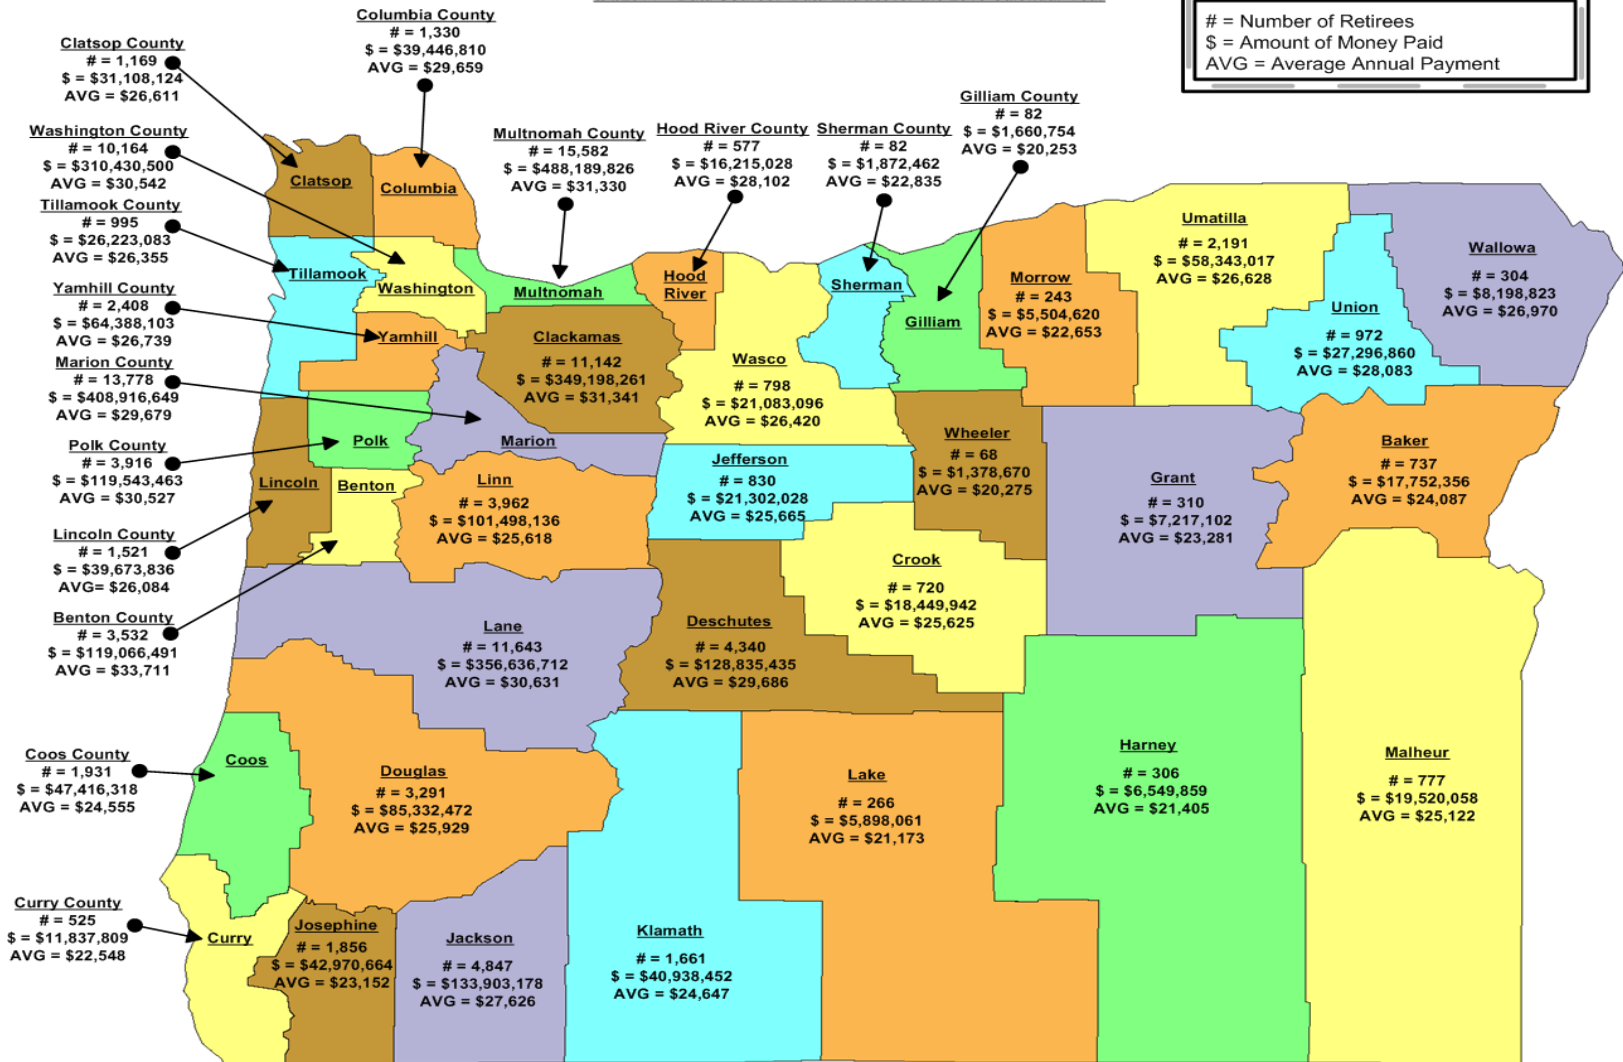 # = Number of Retirees
$ = Amount of Money Paid
AVG = Average Annual Payment
Columbia County
# = 1,330
$ = $39,446,810
AVG = $29,659
Clatsop County
# = 1,169
$ = $31,108,124
AVG = $26,611
Washington County
# = 10,164
$ = $310,430,500
AVG = $30,542
Tillamook County
# = 995
$ = $26,223,083
AVG = $26,355
Yamhill County
# = 2,408
$ = $64,388,103
AVG = $26,739
Marion County
# = 13,778
$ = $408,916,649
AVG = $29,679
Polk County
# = 3,916
$ = $119,543,463
AVG = $30,527
Lincoln County
# = 1,521
$ = $39,673,836
AVG= $26,084
Benton County
# = 3,532
$ = $119,066,491
AVG = $33,711
Coos County
# = 1,931
$ = $47,416,318
AVG = $24,555
Curry County
# = 525
$ = $11,837,809
AVG = $22,548
Multnomah County
# = 15,582
$ = $488,189,826
AVG = $31,330
Hood River County
# = 577
$ = $16,215,028
AVG = $28,102
Sherman County
# = 82
$ = $1,872,462
AVG = $22,835
Gilliam County
# = 82
$ = $1,660,754
AVG = $20,253
Clatsop
Columbia
Tillamook
Washington
Multnomah
Hood
River
Sherman
Gilliam
Yamhill
Polk
Marion
Lincoln
Benton
Coos
Curry
Clackamas
# = 11,142
$ = $349,198,261
AVG = $31,341
Wasco
# = 798
$ = $21,083,096
AVG = $26,420
Morrow
# = 243
$ = $5,504,620
AVG = $22,653
Umatilla
# = 2,191
$ = $58,343,017
AVG = $26,628
Union
# = 972
$ = $27,296,860
AVG = $28,083
Wallowa
# = 304
$ = $8,198,823
AVG = $26,970
Linn
# = 3,962
$ = $101,498,136
AVG = $25,618
Jefferson
# = 830
$ = $21,302,028
AVG = $25,665
Wheeler
# = 68
$ = $1,378,670
AVG = $20,275
Grant
# = 310
$ = $7,217,102
AVG = $23,281
Baker
# = 737
$ = $17,752,356
AVG = $24,087
Lane
# = 11,643
$ = $356,636,712
AVG = $30,631
Deschutes
# = 4,340
$ = $128,835,435
AVG = $29,686
Crook
# = 720
$ = $18,449,942
AVG = $25,625
Douglas
# = 3,291
$ = $85,332,472
AVG = $25,929
Lake
# = 266
$ = $5,898,061
AVG = $21,173
Harney
# = 306
$ = $6,549,859
AVG = $21,405
Malheur
# = 777
$ = $19,520,058
AVG = $25,122
Josephine
# = 1,856
$ = $42,970,664
AVG = $23,152
Jackson
# = 4,847
$ = $133,903,178
AVG = $27,626
Klamath
# = 1,661
$ = $40,938,452
AVG = $24,647